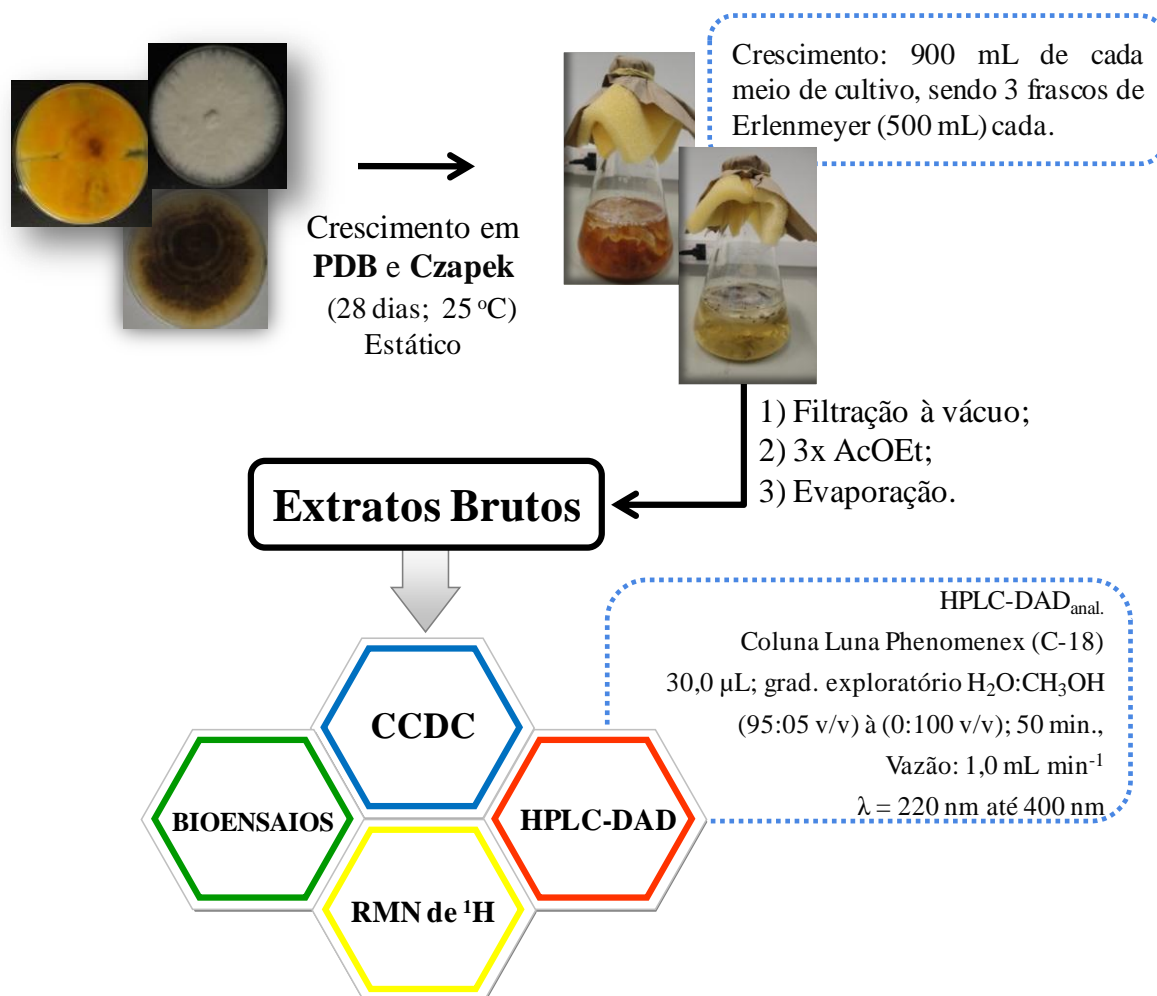 Crescimento: 900 mL de cada
meio de cultivo, sendo 3 frascos de
Erlenmeyer (500 mL) cada.
Crescimento em
PDB e Czapek
(28 dias; 25 °C)
Estático
1) Filtração à vácuo;
2) 3x AcOEt;
3) Evaporação.
Extratos Brutos
HPLC-DADanal.
Coluna Luna Phenomenex (C-18)
30,0 µL; grad. exploratório H₂O:CH₃OH
(95:05 v/v) à (0:100 v/v); 50 min.,
Vazão: 1,0 mL min⁻¹
λ = 220 nm até 400 nm
CCDC
BIOENSAIOS
HPLC-DAD
RMN de ¹H